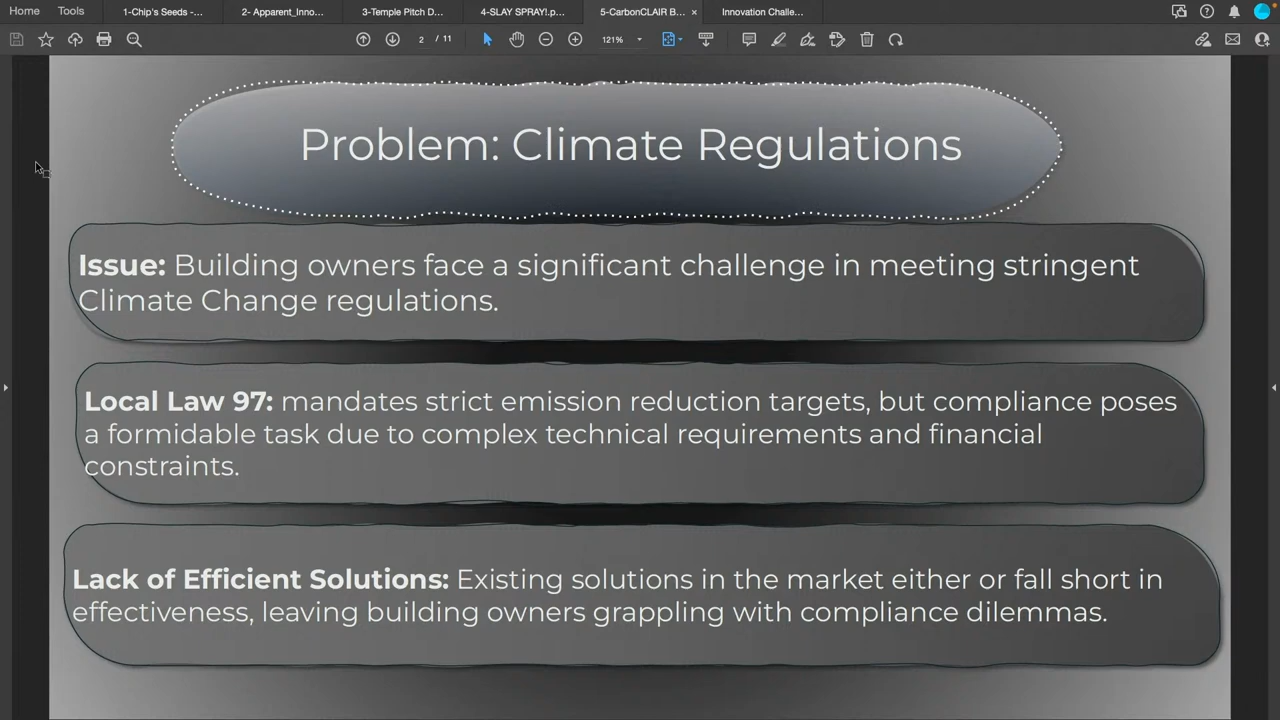 Home Tools 1-Chip's Seeds -... 2- Apparent_Inno... 3-Temple Pitch D... 4-SLAY SPRAY!.p... 5-CarbonCLAIR B... × Innovation Challe...
2 / 11 121%
Problem: Climate Regulations
Issue: Building owners face a significant challenge in meeting stringent
Climate Change regulations.
Local Law 97: mandates strict emission reduction targets, but compliance poses
a formidable task due to complex technical requirements and financial
constraints.
Lack of Efficient Solutions: Existing solutions in the market either or fall short in
effectiveness, leaving building owners grappling with compliance dilemmas.